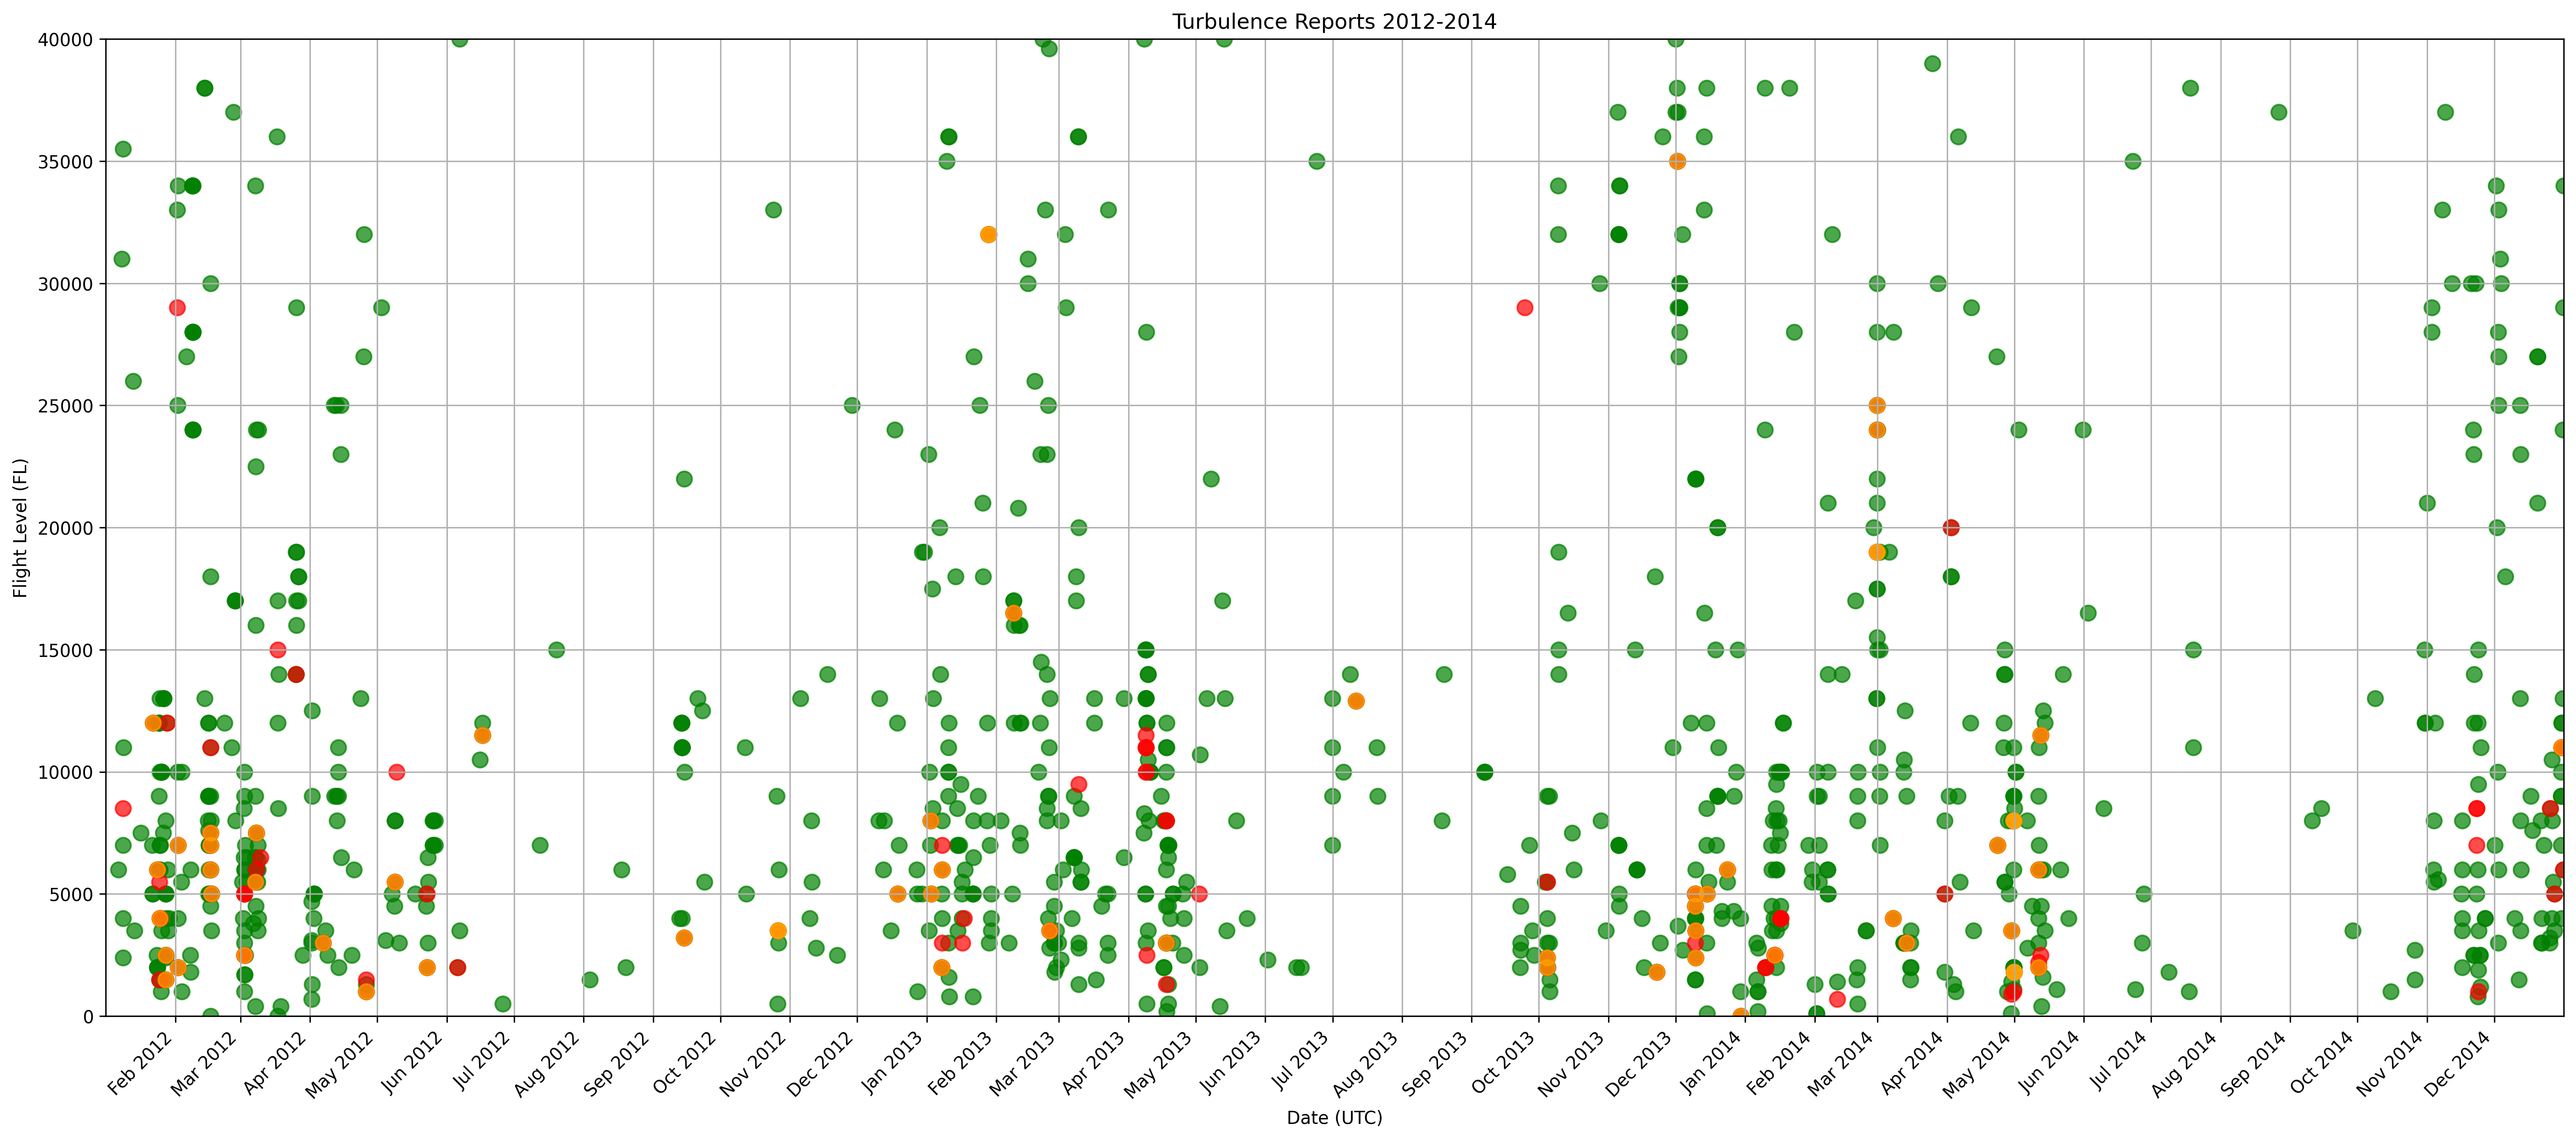 Turbulence Reports 2012-2014
Flight Level (FL)
40000
35000
30000
25000
20000
15000
10000
5000
0
Feb 2012
Mar 2012
Apr 2012
May 2012
Jun 2012
Jul 2012
Aug 2012
Sep 2012
Oct 2012
Nov 2012
Dec 2012
Jan 2013
Feb 2013
Mar 2013
Apr 2013
May 2013
Jun 2013
Jul 2013
Aug 2013
Sep 2013
Oct 2013
Nov 2013
Dec 2013
Jan 2014
Feb 2014
Mar 2014
Apr 2014
May 2014
Jun 2014
Jul 2014
Aug 2014
Sep 2014
Oct 2014
Nov 2014
Dec 2014
Date (UTC)